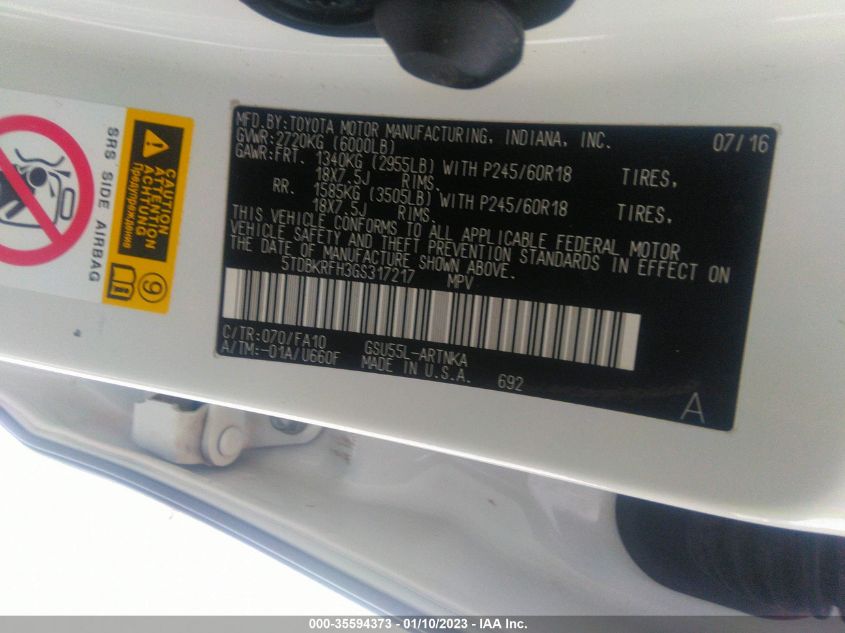 MFD.BY:TOYOTA MOTOR MANUFACTURING, INDIANA, INC. 07/16
GVWR:2720KG (6000LB)
GAWR:FRT. 1340KG (2955LB) WITH P245/60R18 TIRES,
18X7.5J RIMS.
RR. 1585KG (3505LB) WITH P245/60R18 TIRES,
18X7.5J RIMS.
THIS VEHICLE CONFORMS TO ALL APPLICABLE FEDERAL MOTOR
VEHICLE SAFETY AND THEFT PREVENTION STANDARDS IN EFFECT ON
THE DATE OF MANUFACTURE SHOWN ABOVE.
5TDBKRFH3GS317217 MPV
C/TR:070/FA10 GSU55L-ARTNKA
A/TM:-01A/U660F MADE IN U.S.A. 692
A
SRS SIDE AIRBAG
CAUTION
ATTENTION
ACHTUNG
Предупреждение
9
000-35594373 - 01/10/2023 - IAA Inc.